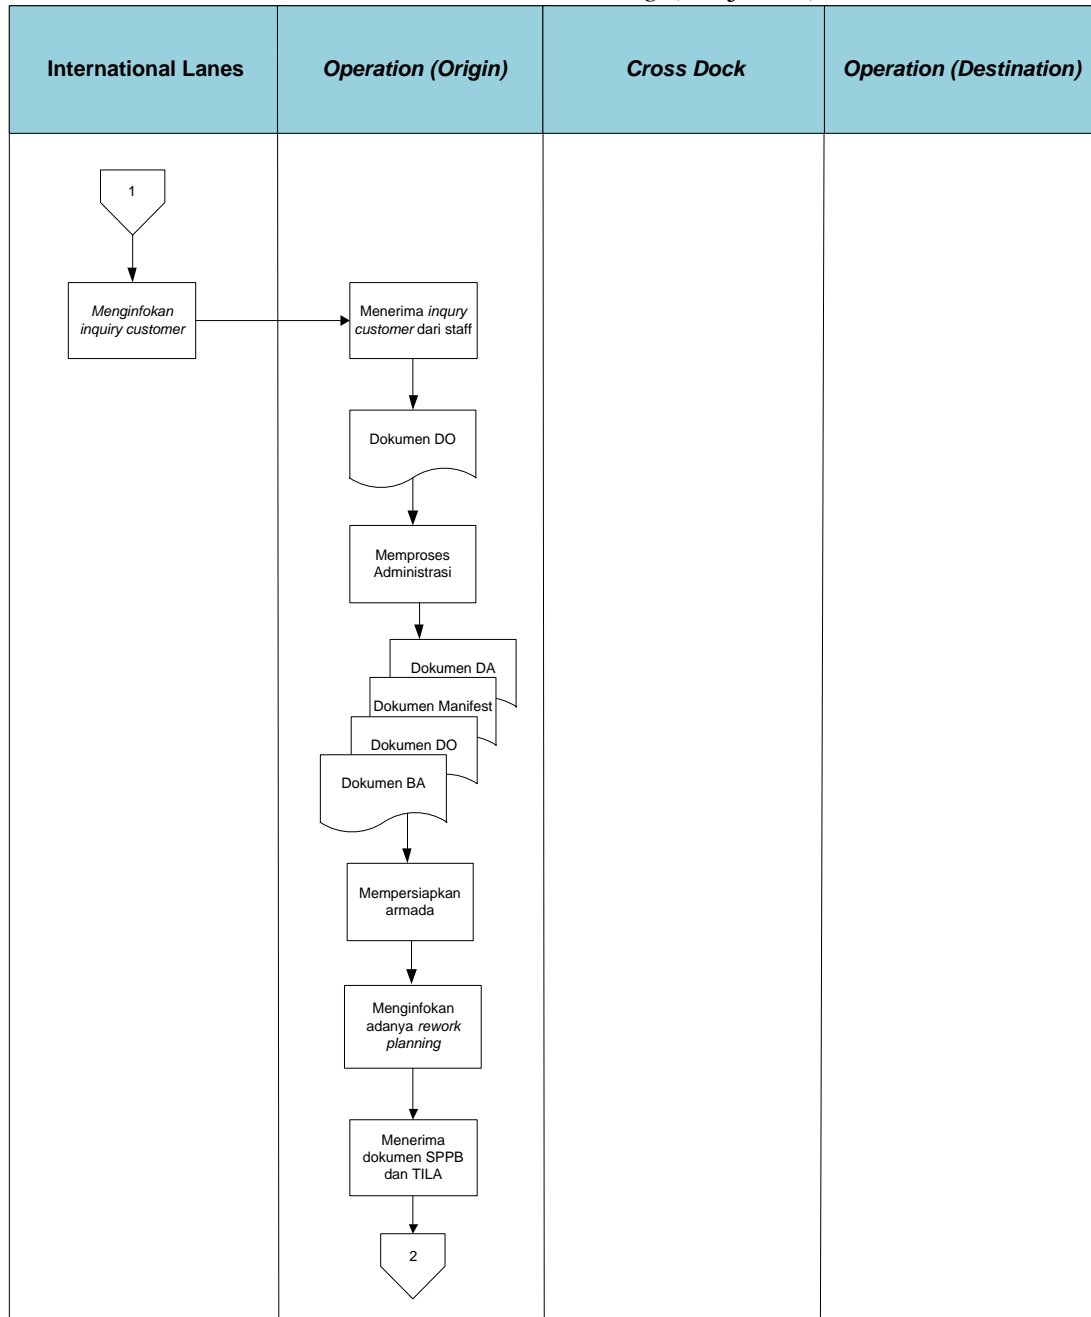 International Lanes
Operation (Origin)
Cross Dock
Operation (Destination)
1
Menginfokan
inquiry customer
Menerima inqury
customer dari staff
Dokumen DO
Memproses
Administrasi
Dokumen DA
Dokumen Manifest
Dokumen DO
Dokumen BA
Mempersiapkan
armada
Menginfokan
adanya rework
planning
Menerima
dokumen SPPB
dan TILA
2